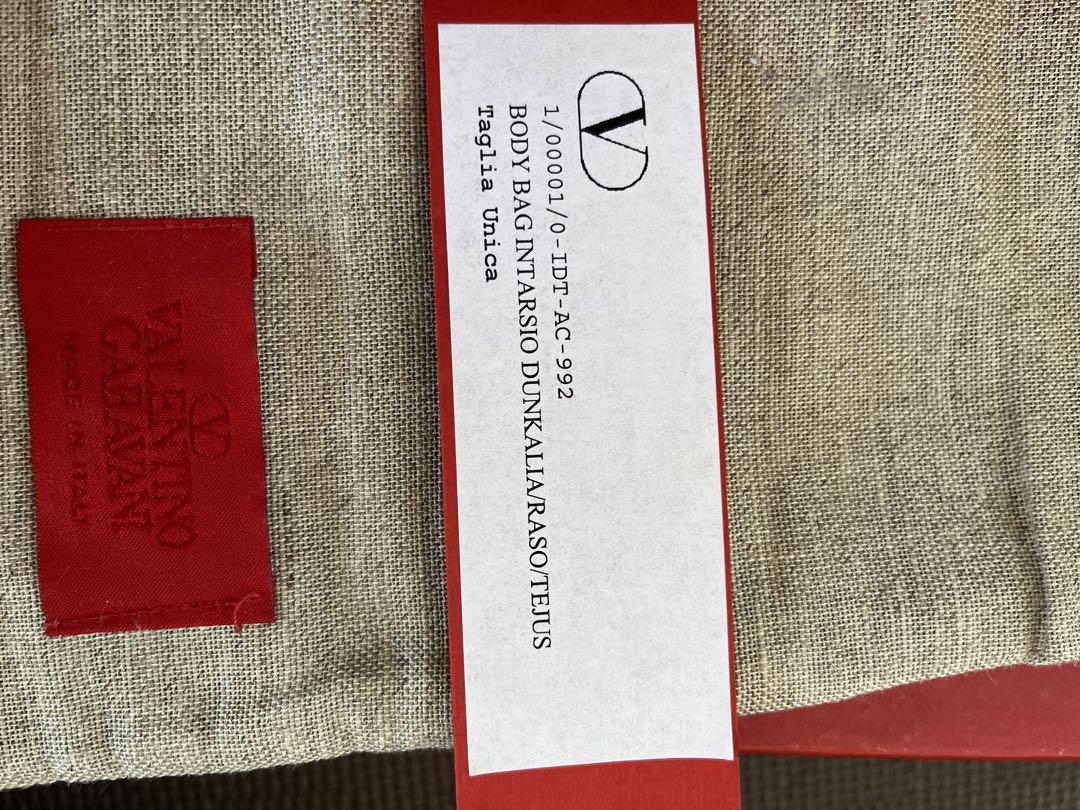 V
1/00001/0-IDT-AC-992
BODY BAG INTARSIO DUNKALIA/RASO/TEJUS
Taglia Unica
V
VALENTINO
GARAVANI
MADE IN ITALY